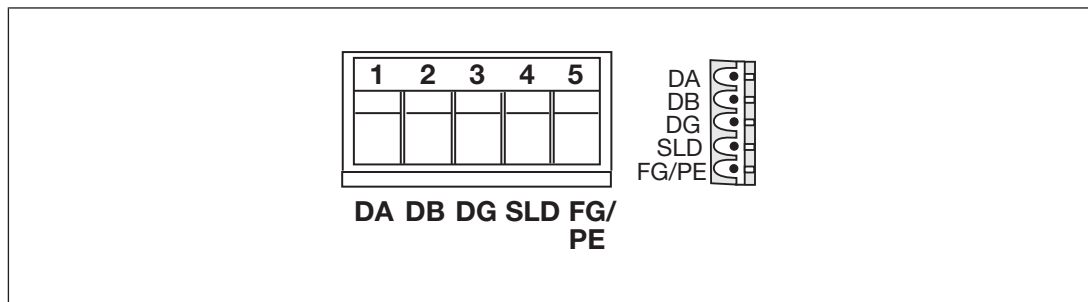 1 2 3 4 5
DA DB DG SLD FG/
PE
DA
DB
DG
SLD
FG/PE